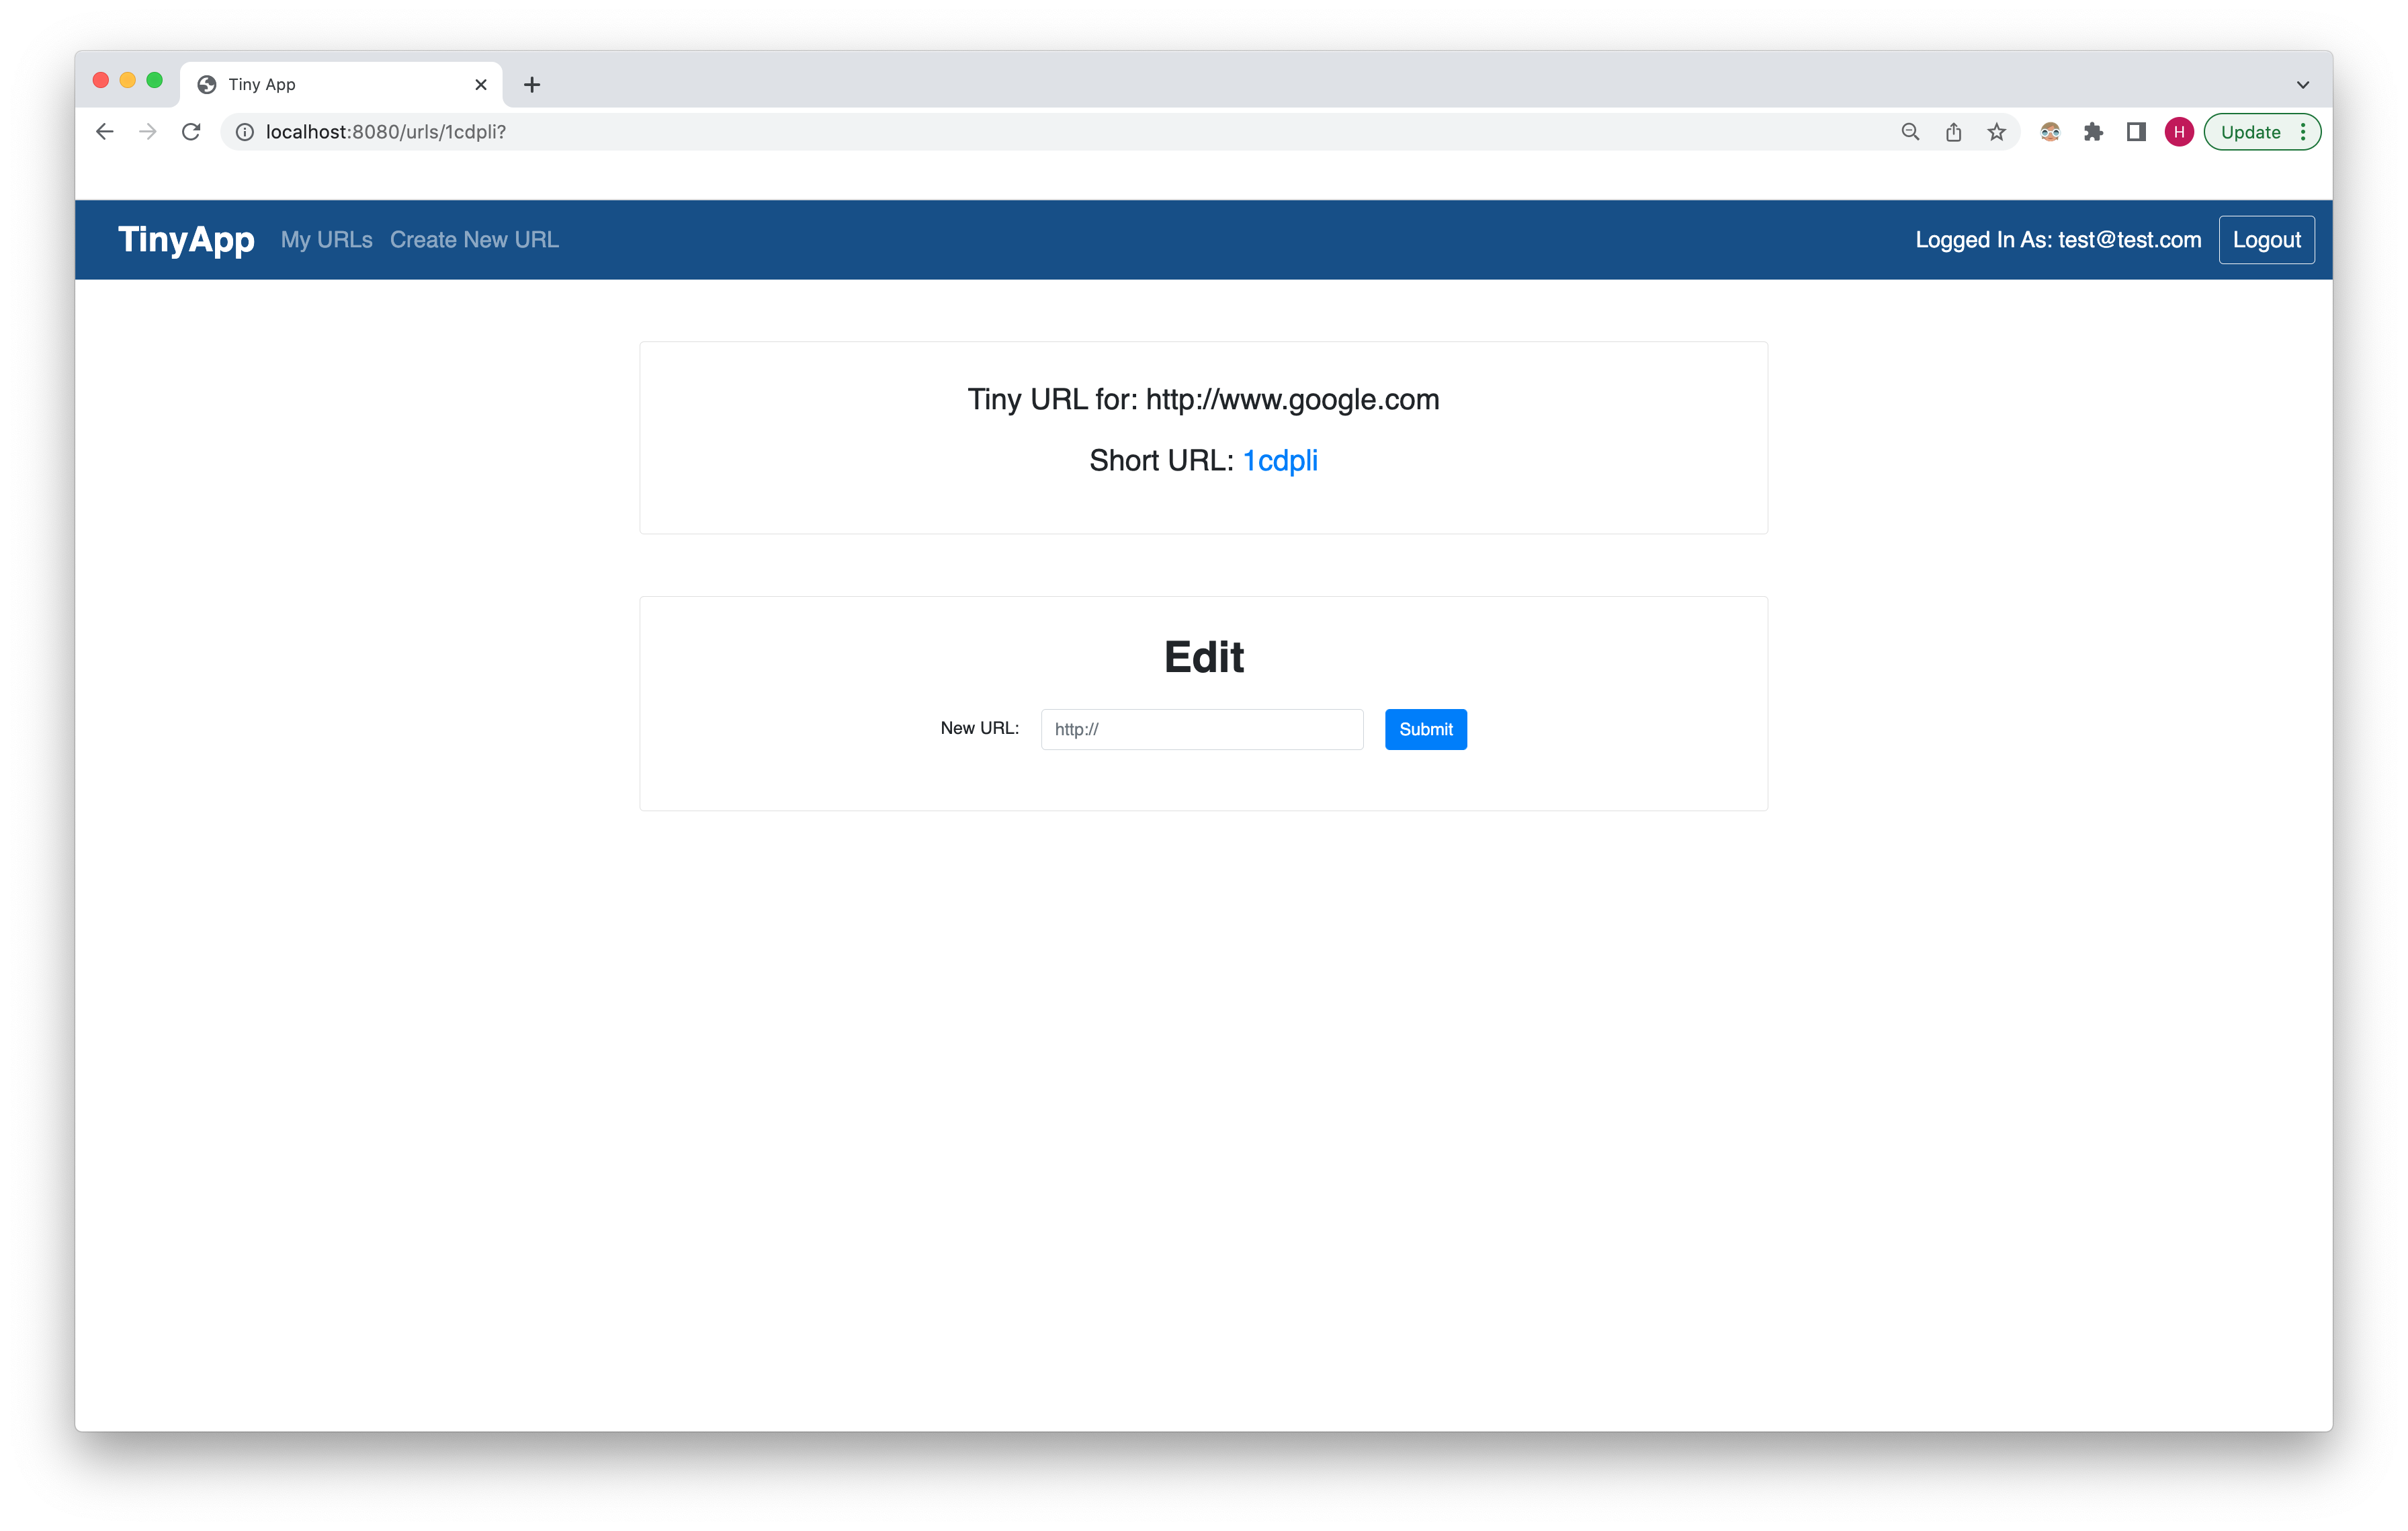 Tiny App
localhost:8080/urls/1cdpli?
H
Update
TinyApp My URLs Create New URL Logged In As: test@test.com Logout
Tiny URL for: http://www.google.com
Short URL: 1cdpli
Edit
New URL: http:// Submit